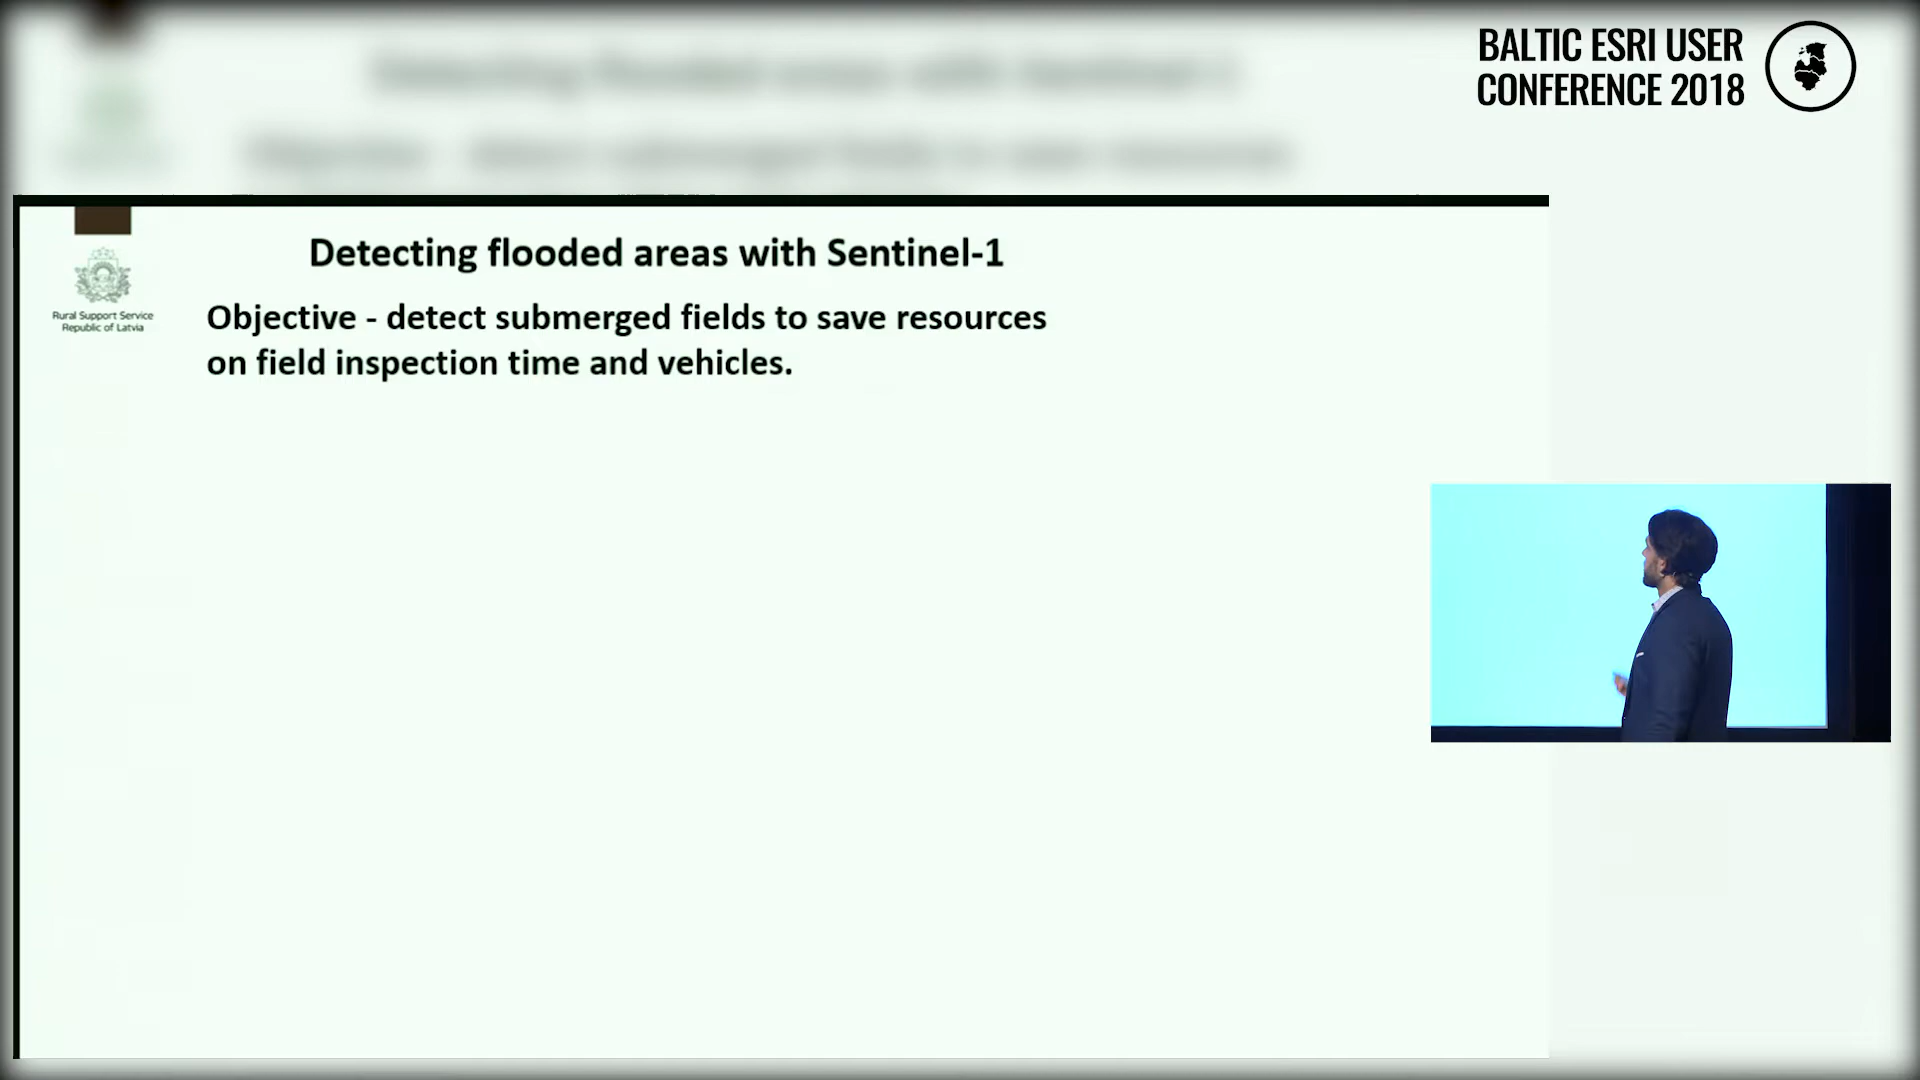 BALTIC ESRI USER
CONFERENCE 2018
Detecting flooded areas with Sentinel-1
Rural Support Service
Republic of Latvia
Objective - detect submerged fields to save resources
on field inspection time and vehicles.